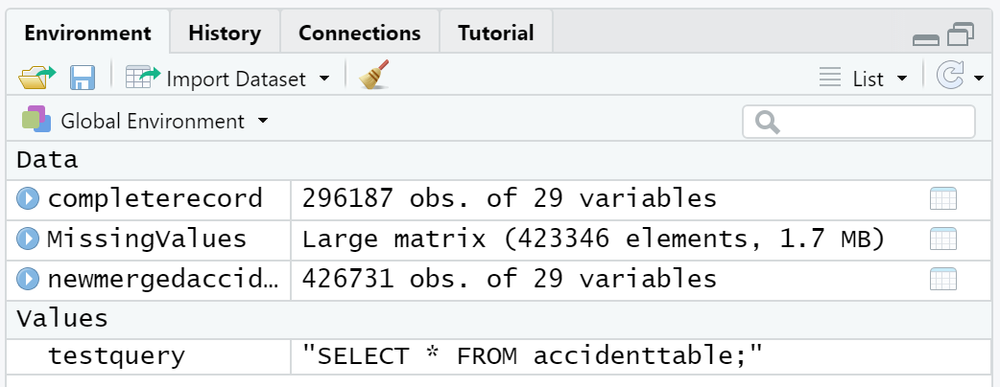 Environment History Connections Tutorial
Import Dataset List
Global Environment
Data
completerecord 296187 obs. of 29 variables
MissingValues Large matrix (423346 elements, 1.7 MB)
newmergedaccid… 426731 obs. of 29 variables
Values
testquery "SELECT * FROM accidenttable;"